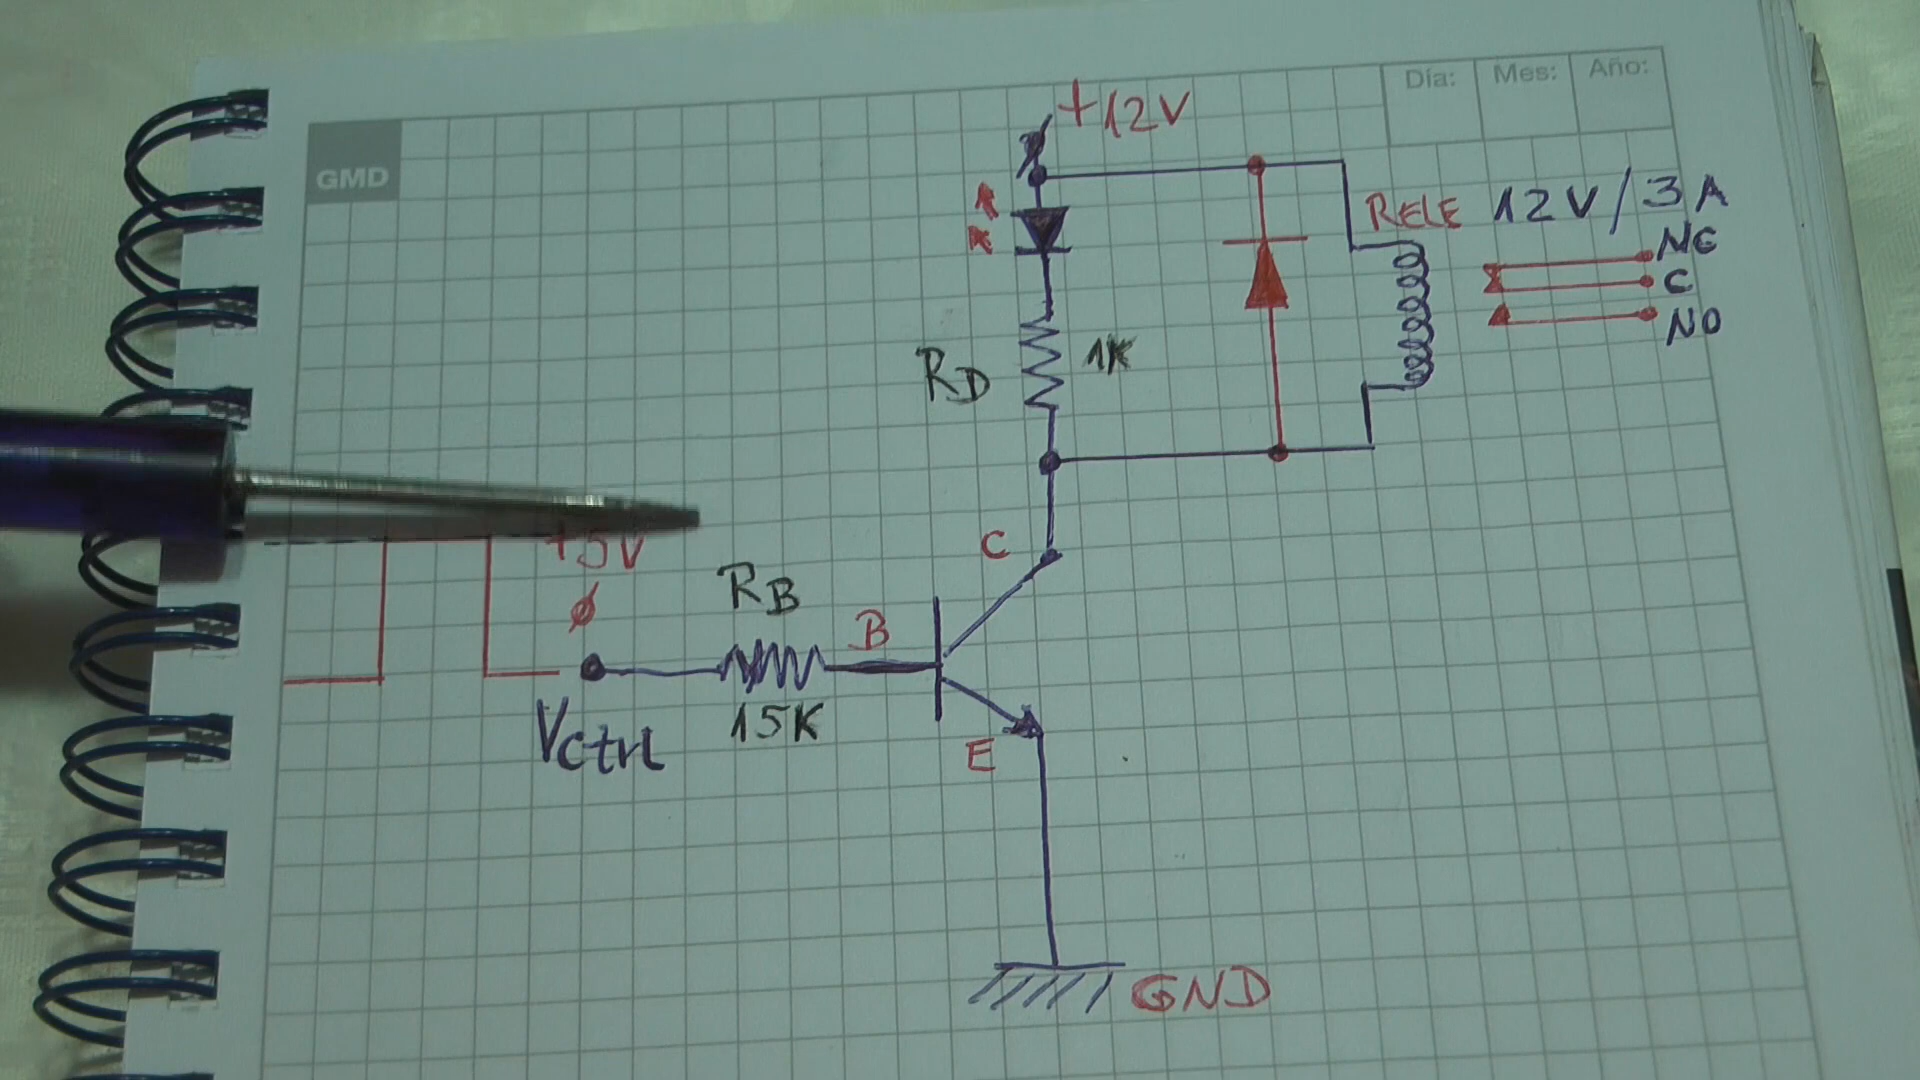 Día: Mes: Año:
GMD
+12V
RELE 12V/3A
NC
C
NO
RD 1K
C
+5V
RB
B
Vctrl
15K
E
GND